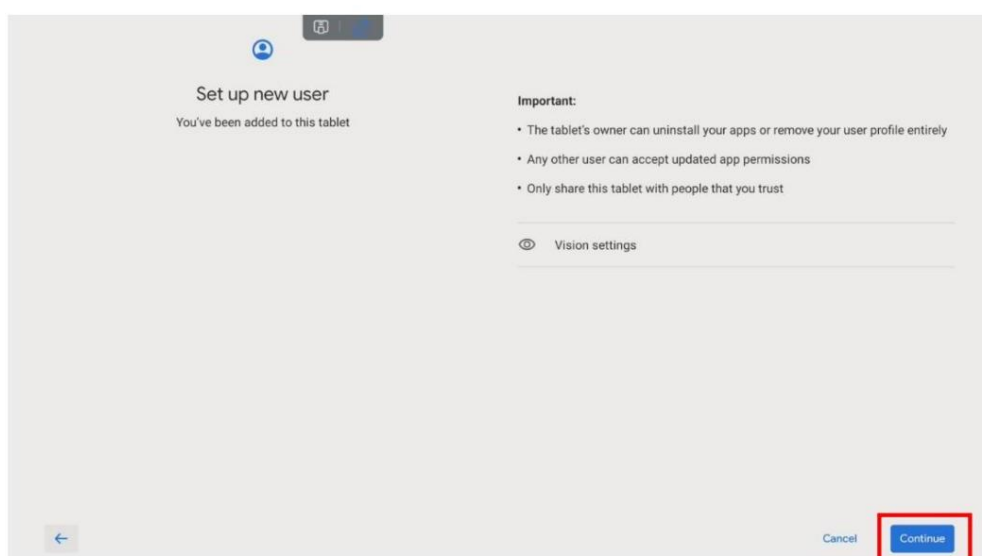 Set up new user
You've been added to this tablet
Important:
• The tablet's owner can uninstall your apps or remove your user profile entirely
• Any other user can accept updated app permissions
• Only share this tablet with people that you trust
Vision settings
Cancel
Continue